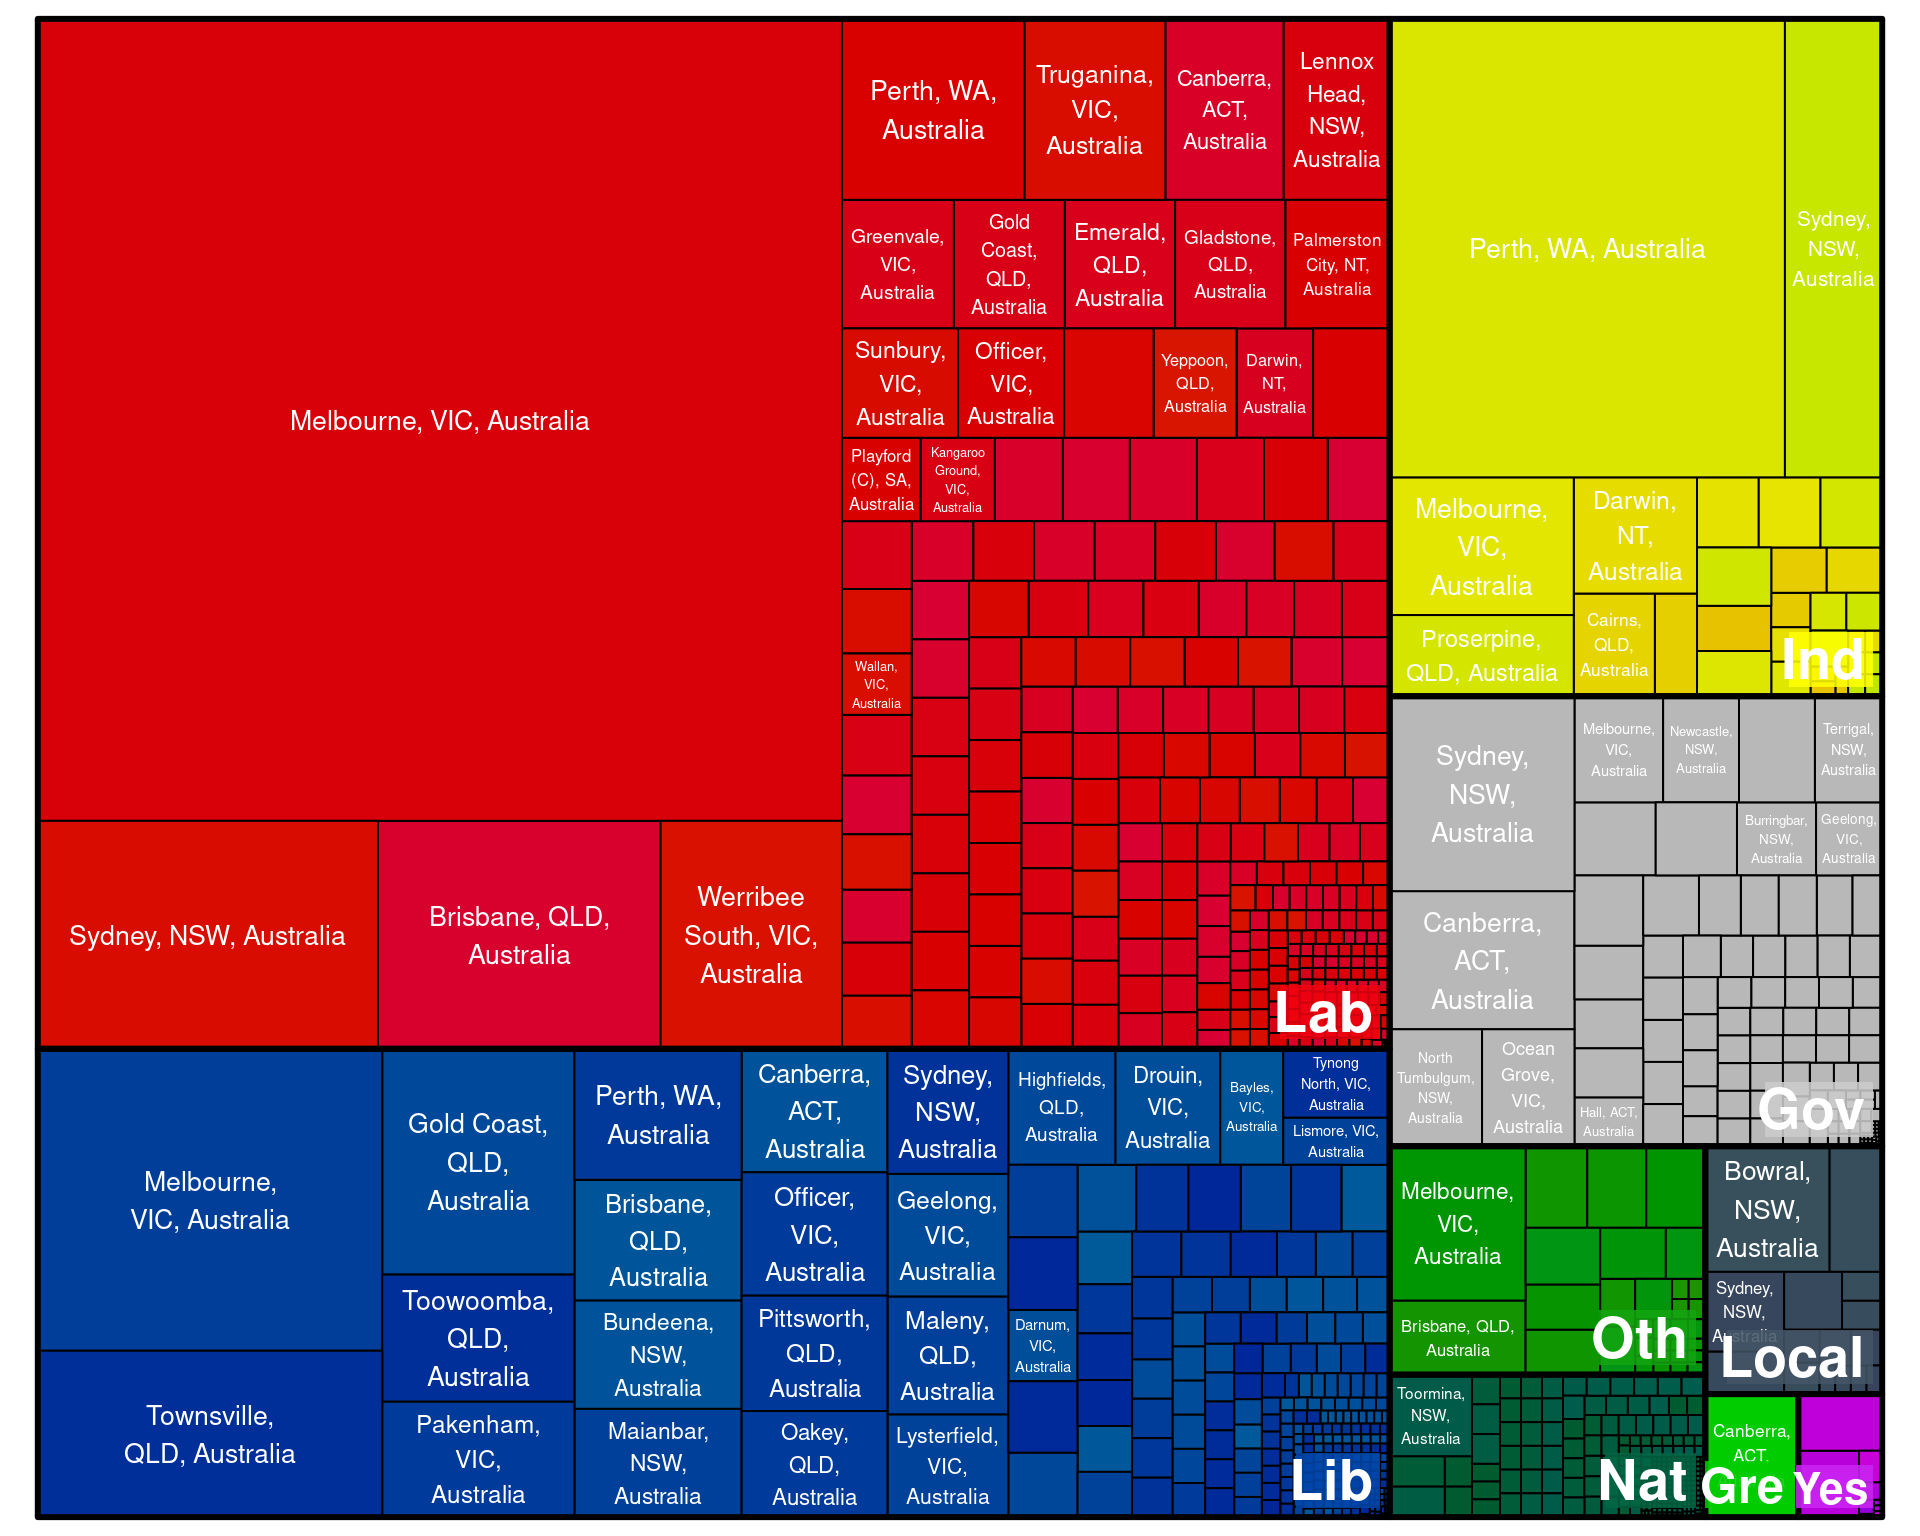 Melbourne, VIC, Australia
Sydney, NSW, Australia
Brisbane, QLD,
Australia
Werribee
South, VIC,
Australia
Perth, WA,
Australia
Truganina,
VIC,
Australia
Canberra,
ACT,
Australia
Lennox
Head,
NSW,
Australia
Greenvale,
VIC,
Australia
Gold
Coast,
QLD,
Australia
Emerald,
QLD,
Australia
Gladstone,
QLD,
Australia
Palmerston
City, NT,
Australia
Sunbury,
VIC,
Australia
Officer,
VIC,
Australia
Yeppoon,
QLD,
Australia
Darwin,
NT,
Australia
Playford
(C), SA,
Australia
Kangaroo
Ground,
VIC,
Australia
Wallan,
VIC,
Australia
Lab
Melbourne,
VIC, Australia
Townsville,
QLD, Australia
Gold Coast,
QLD,
Australia
Toowoomba,
QLD,
Australia
Pakenham,
VIC,
Australia
Perth, WA,
Australia
Brisbane,
QLD,
Australia
Bundeena,
NSW,
Australia
Maianbar,
NSW,
Australia
Canberra,
ACT,
Australia
Officer,
VIC,
Australia
Pittsworth,
QLD,
Australia
Oakey,
QLD,
Australia
Sydney,
NSW,
Australia
Geelong,
VIC,
Australia
Maleny,
QLD,
Australia
Lysterfield,
VIC,
Australia
Highfields,
QLD,
Australia
Drouin,
VIC,
Australia
Bayles,
VIC,
Australia
Tynong
North, VIC,
Australia
Lismore, VIC,
Australia
Darnum,
VIC,
Australia
Lib
Perth, WA, Australia
Sydney,
NSW,
Australia
Melbourne,
VIC,
Australia
Proserpine,
QLD, Australia
Darwin,
NT,
Australia
Cairns,
QLD,
Australia
Ind
Sydney,
NSW,
Australia
Canberra,
ACT,
Australia
North
Tumbulgum,
NSW,
Australia
Ocean
Grove,
VIC,
Australia
Melbourne,
VIC,
Australia
Newcastle,
NSW,
Australia
Terrigal,
NSW,
Australia
Burringbar,
NSW,
Australia
Geelong,
VIC,
Australia
Hall, ACT,
Australia
Gov
Melbourne,
VIC,
Australia
Brisbane, QLD,
Australia
Oth
Bowral,
NSW,
Australia
Sydney,
NSW,
Australia
Local
Toormina,
NSW,
Australia
Nat
Canberra,
ACT,
Gre
Yes